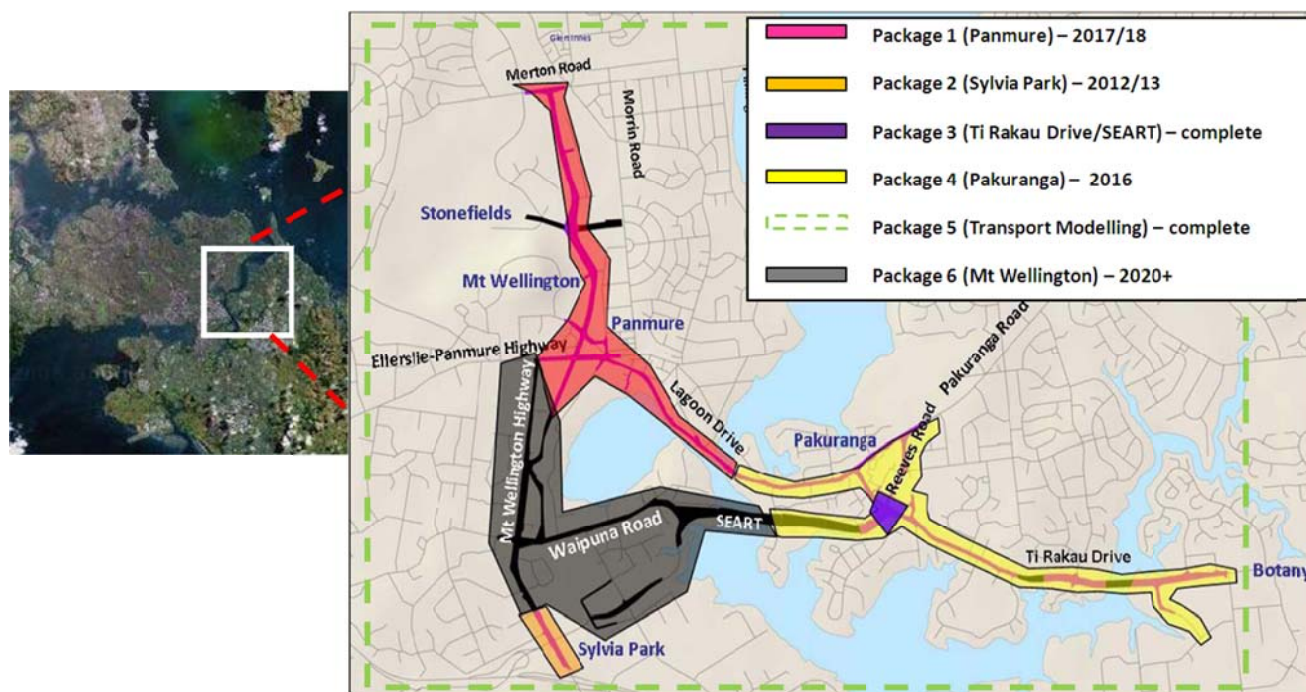 Package 1 (Panmure) – 2017/18
Package 2 (Sylvia Park) – 2012/13
Package 3 (Ti Rakau Drive/SEART) – complete
Package 4 (Pakuranga) – 2016
Package 5 (Transport Modelling) – complete
Package 6 (Mt Wellington) – 2020+
Glen Innes
Merton Road
Morrin Road
Stonefields
Mt Wellington
Panmure
Ellerslie-Panmure Highway
Lagoon Drive
Pakuranga Road
Pakuranga
Reeves Road
Mt Wellington Highway
Waipuna Road
SEART
Ti Rakau Drive
Botany
Sylvia Park